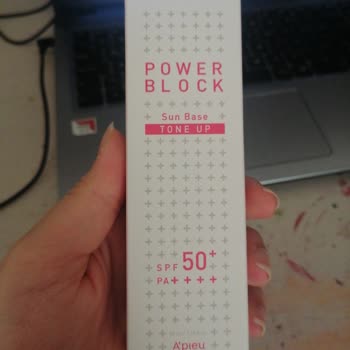 POWER
BLOCK
Sun Base
TONE UP
SPF 50+
PA++++
A'PIEU